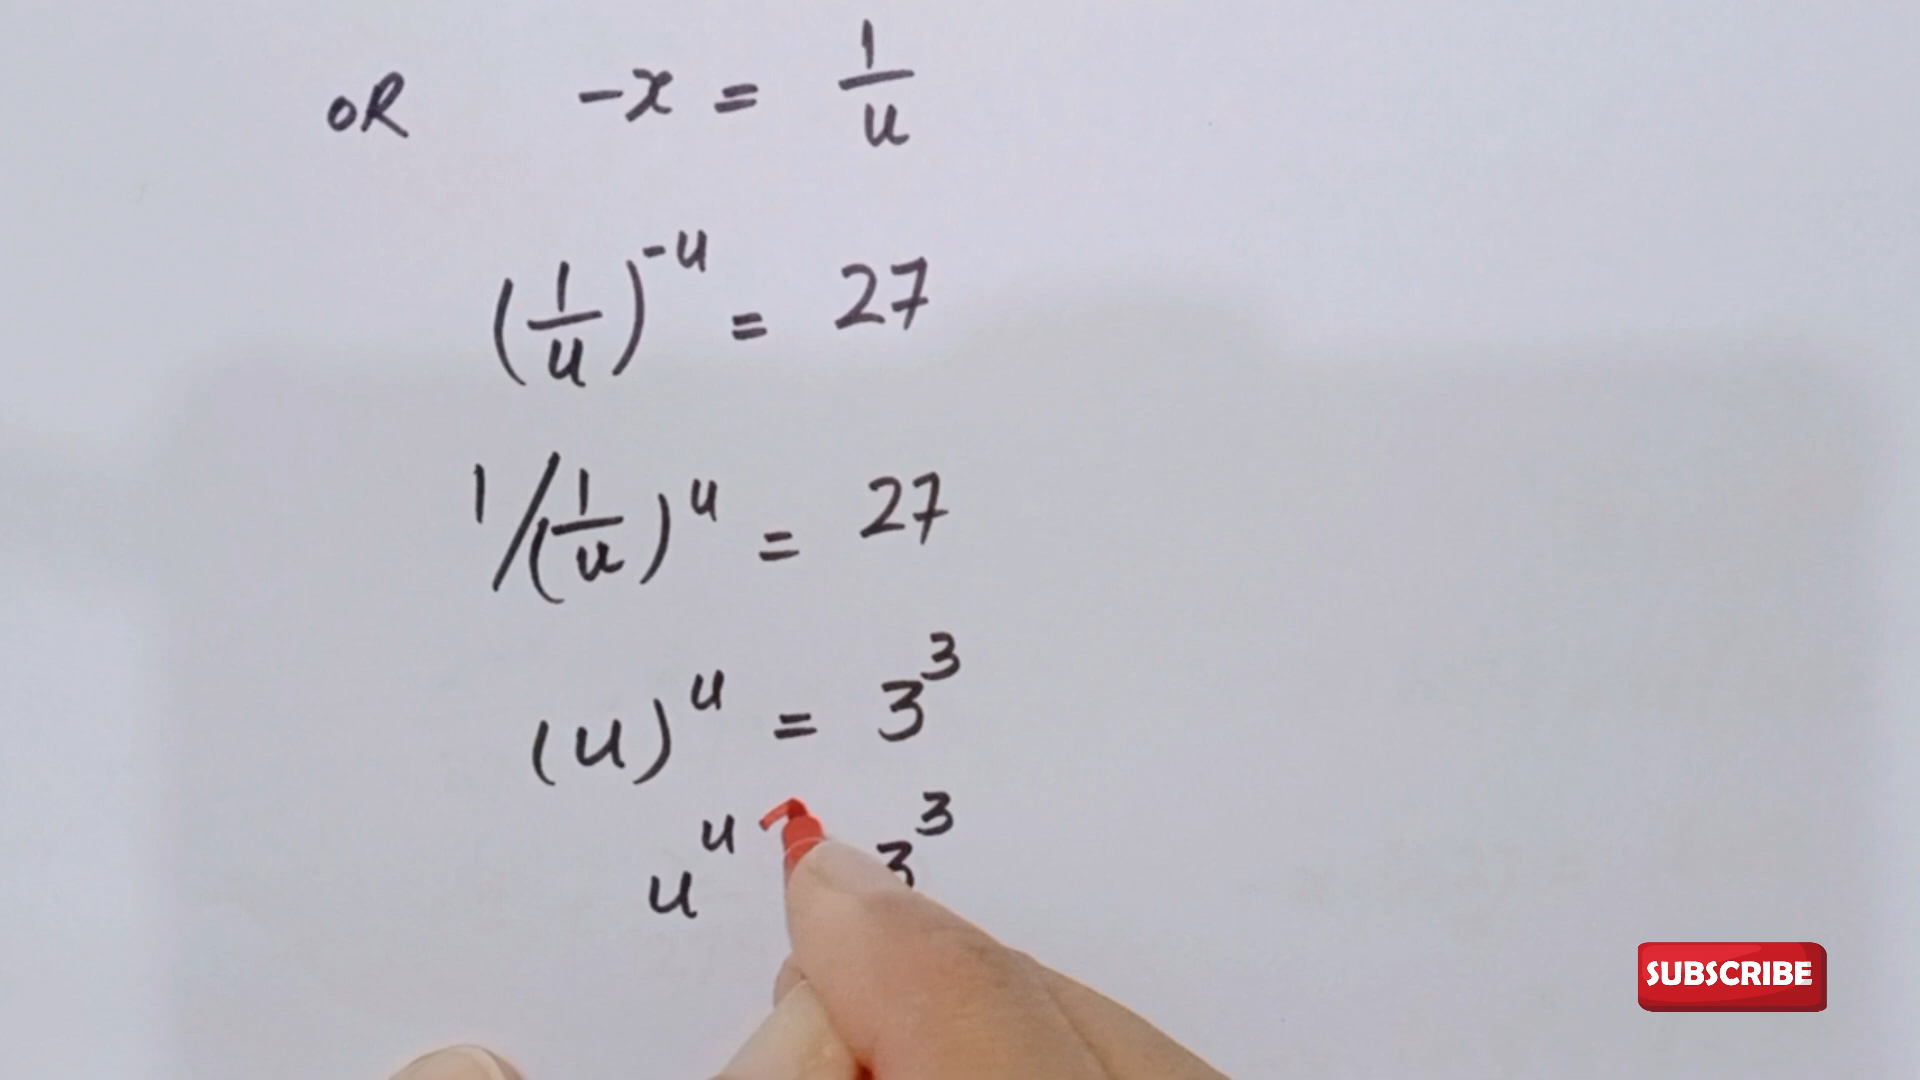 OR -x = 1/u
(1/u)^-u = 27
1/(1/u)^u = 27
(u)^u = 3^3
u^u 3^3
SUBSCRIBE